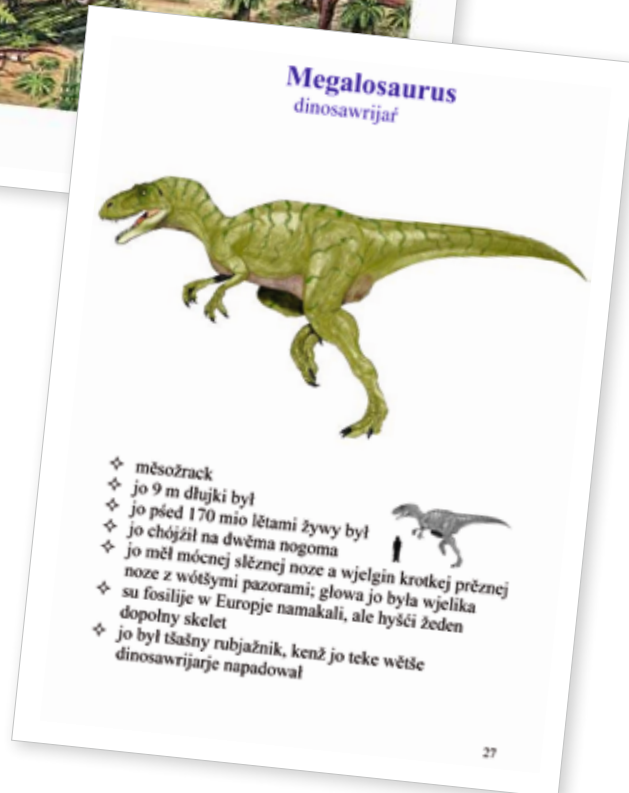 Megalosaurus
dinosawrijaŕ
měsožrack
jo 9 m dłujki był
jo pśed 170 mio lětami žywy był
jo chójźił na dwěma nogoma
jo měł mócnej slěznej noze a wjelgin krotkej prěznej
noze z wótšymi pazorami; głowa jo była wjelika
su fosilije w Europje namakali, ale hyšći žeden
dopołny skelet
jo był tšašny rubjažnik, kenž jo teke wětše
dinosawrijarje napadował
27